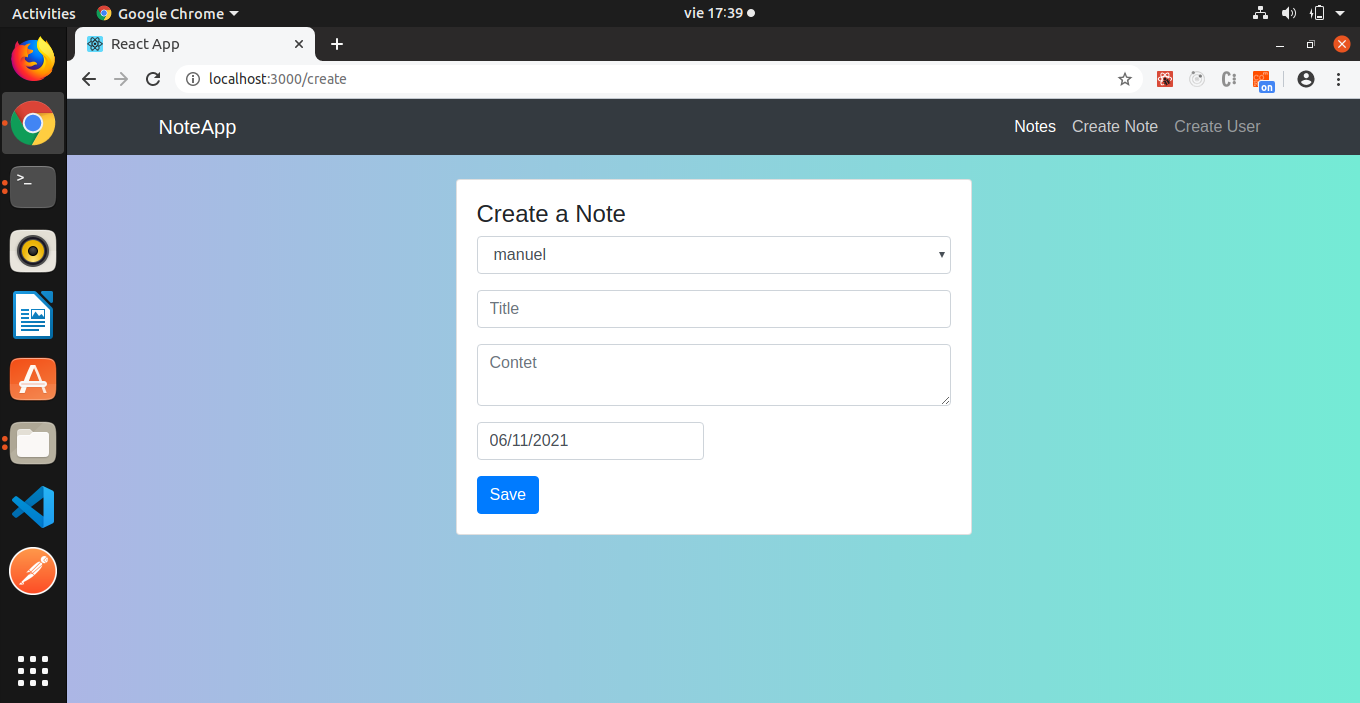 Activities Google Chrome vie 17:39
React App
localhost:3000/create
on
NoteApp Notes Create Note Create User
Create a Note
manuel
Title
Contet
06/11/2021
Save